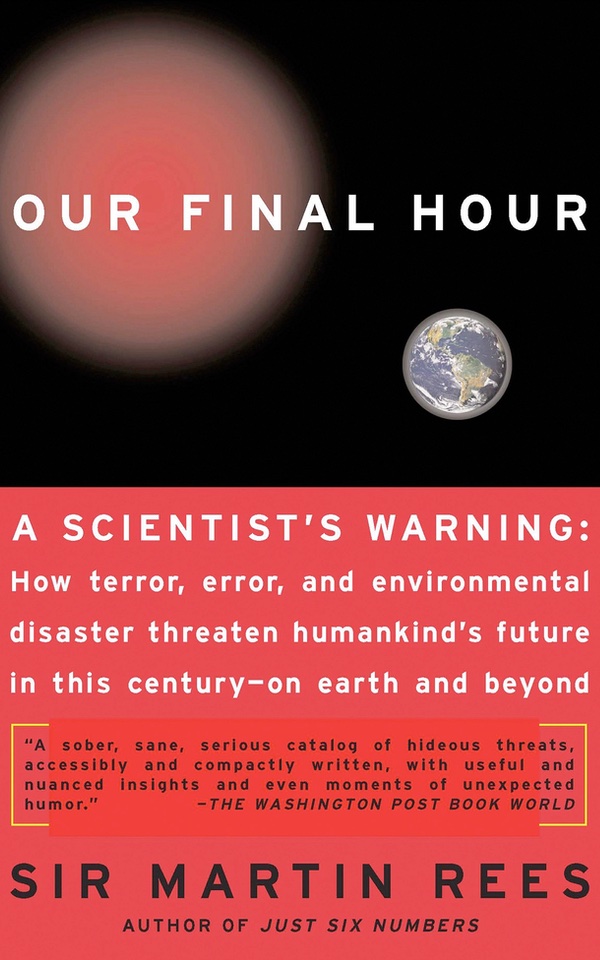 OUR FINAL HOUR
A SCIENTIST'S WARNING:
How terror, error, and environmental
disaster threaten humankind's future
in this century—on earth and beyond
"A sober, sane, serious catalog of hideous threats,
accessibly and compactly written, with useful and
nuanced insights and even moments of unexpected
humor." —THE WASHINGTON POST BOOK WORLD
SIR MARTIN REES
AUTHOR OF JUST SIX NUMBERS